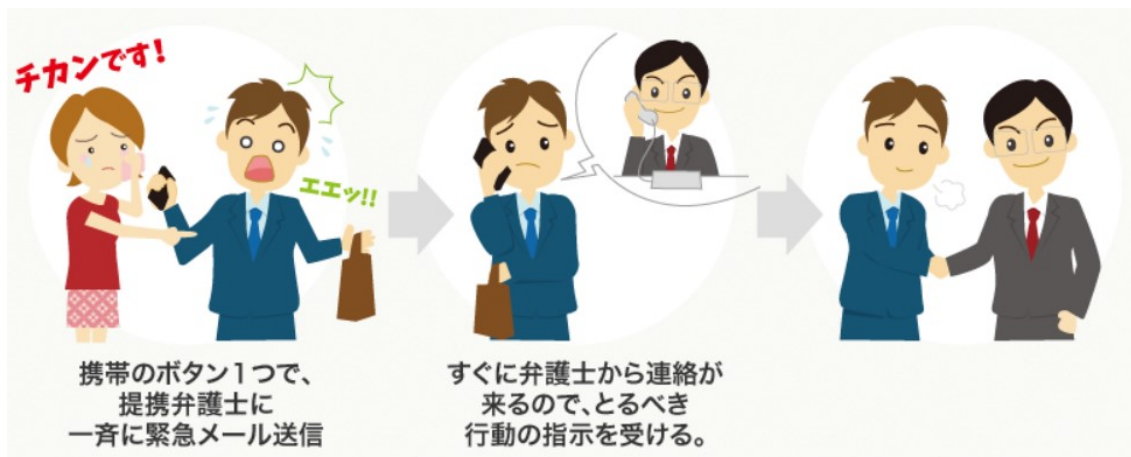 チカンです!
エエッ!!
携帯のボタン1つで、
提携弁護士に
一斉に緊急メール送信
すぐに弁護士から連絡が
来るので、とるべき
行動の指示を受ける。